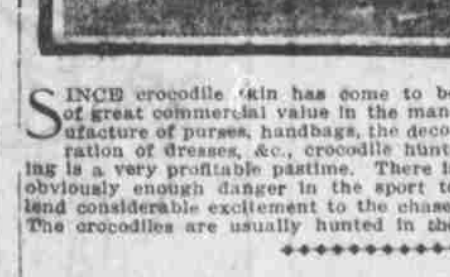 SINCE crocodile skin has come to be
of great commercial value in the man
ufacture of purses, handbags, the deco
ration of dresses, &c., crocodile hunt
ing is a very profitable pastime. There i
obviously enough danger in the sport t
lend considerable excitement to the chase
The crocodiles are usually hunted in the